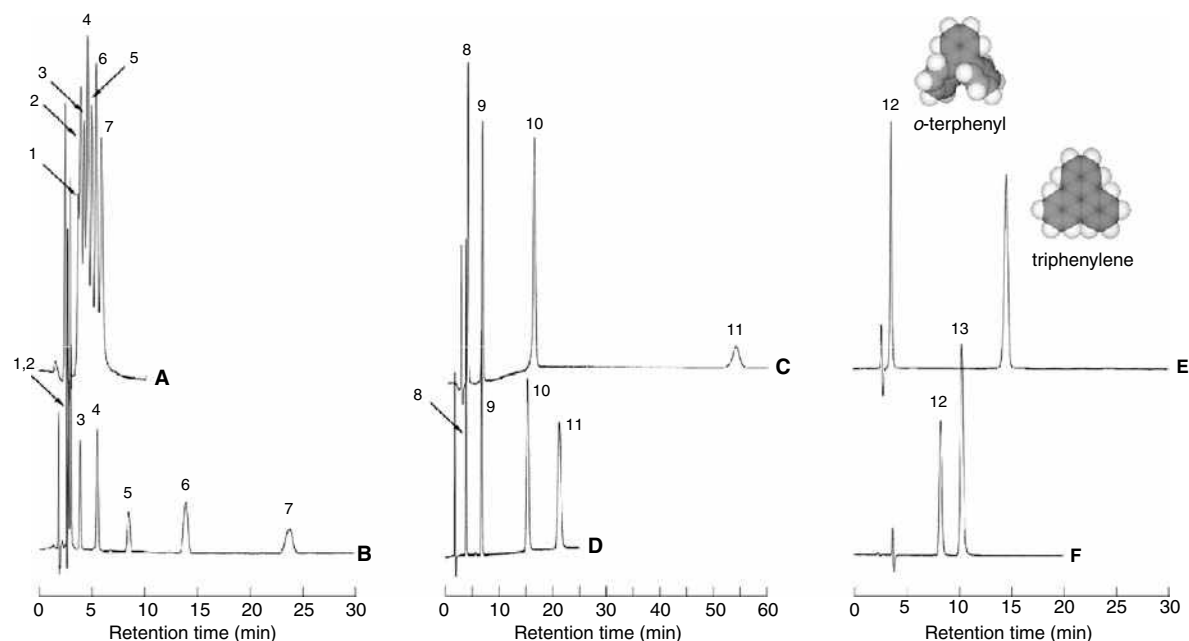 4
6
5
3
2
7
1
A
1,2
3
4
5
6
7
B
0 5 10 15 20 25 30
Retention time (min)
8
9
10
11
C
8
9
10
11
D
0 10 20 30 40 50 60
Retention time (min)
12
o-terphenyl
triphenylene
E
13
12
F
0 5 10 15 20 25 30
Retention time (min)